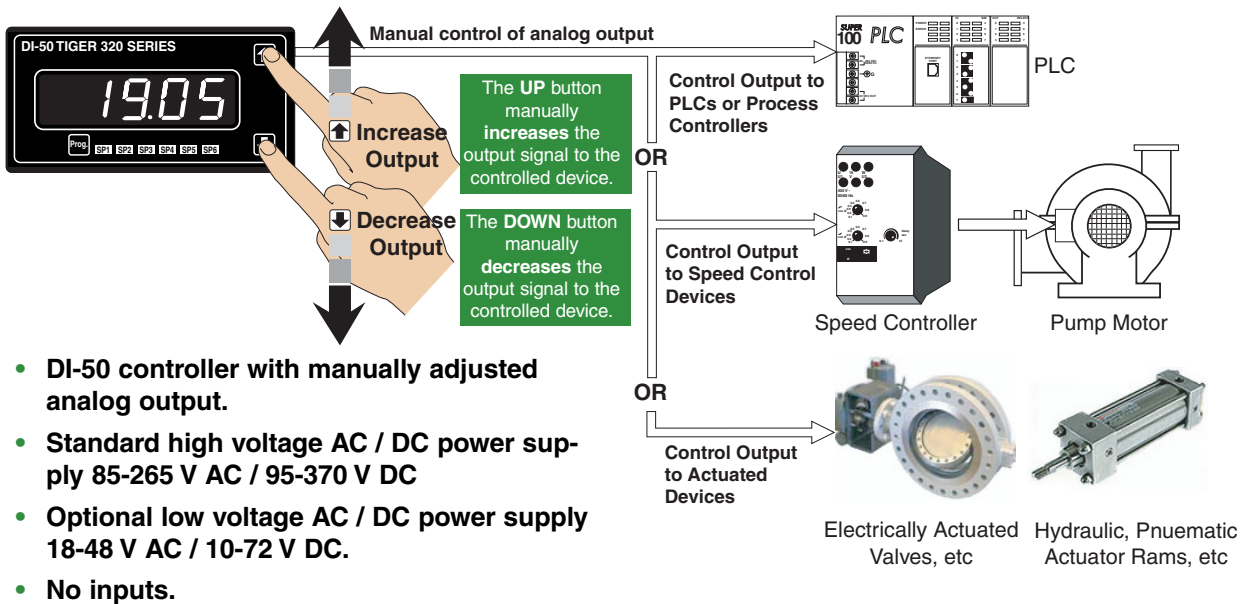 DI-50 TIGER 320 SERIES
19.05
Prog.
SP1 SP2 SP3 SP4 SP5 SP6
Manual control of analog output
Increase
Output
Decrease
Output
The UP button
manually
increases the
output signal to the
controlled device.
The DOWN button
manually
decreases the
output signal to the
controlled device.
OR
OR
Control Output to
PLCs or Process
Controllers
SUPER
100 PLC
PLC
Control Output
to Speed Control
Devices
Speed Controller
Pump Motor
Control Output
to Actuated
Devices
Electrically Actuated
Valves, etc
Hydraulic, Pnuematic
Actuator Rams, etc
• DI-50 controller with manually adjusted
analog output.
• Standard high voltage AC / DC power sup-
ply 85-265 V AC / 95-370 V DC
• Optional low voltage AC / DC power supply
18-48 V AC / 10-72 V DC.
• No inputs.